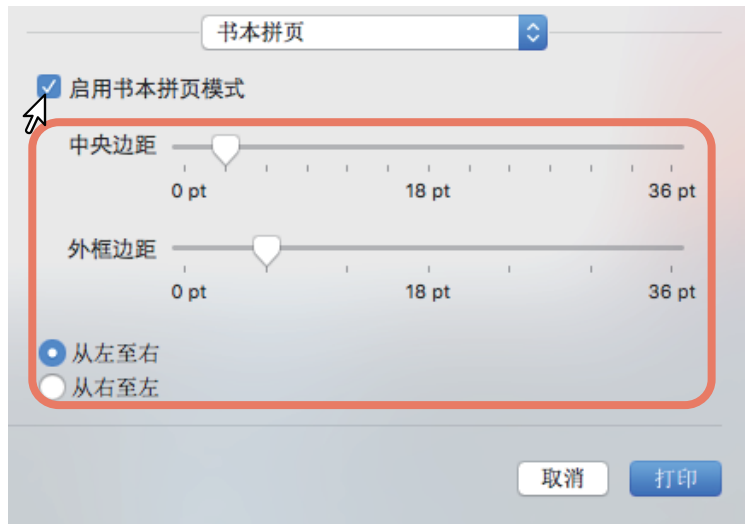 书本拼页
启用书本拼页模式
中央边距
0 pt 18 pt 36 pt
外框边距
0 pt 18 pt 36 pt
从左至右
从右至左
取消 打印